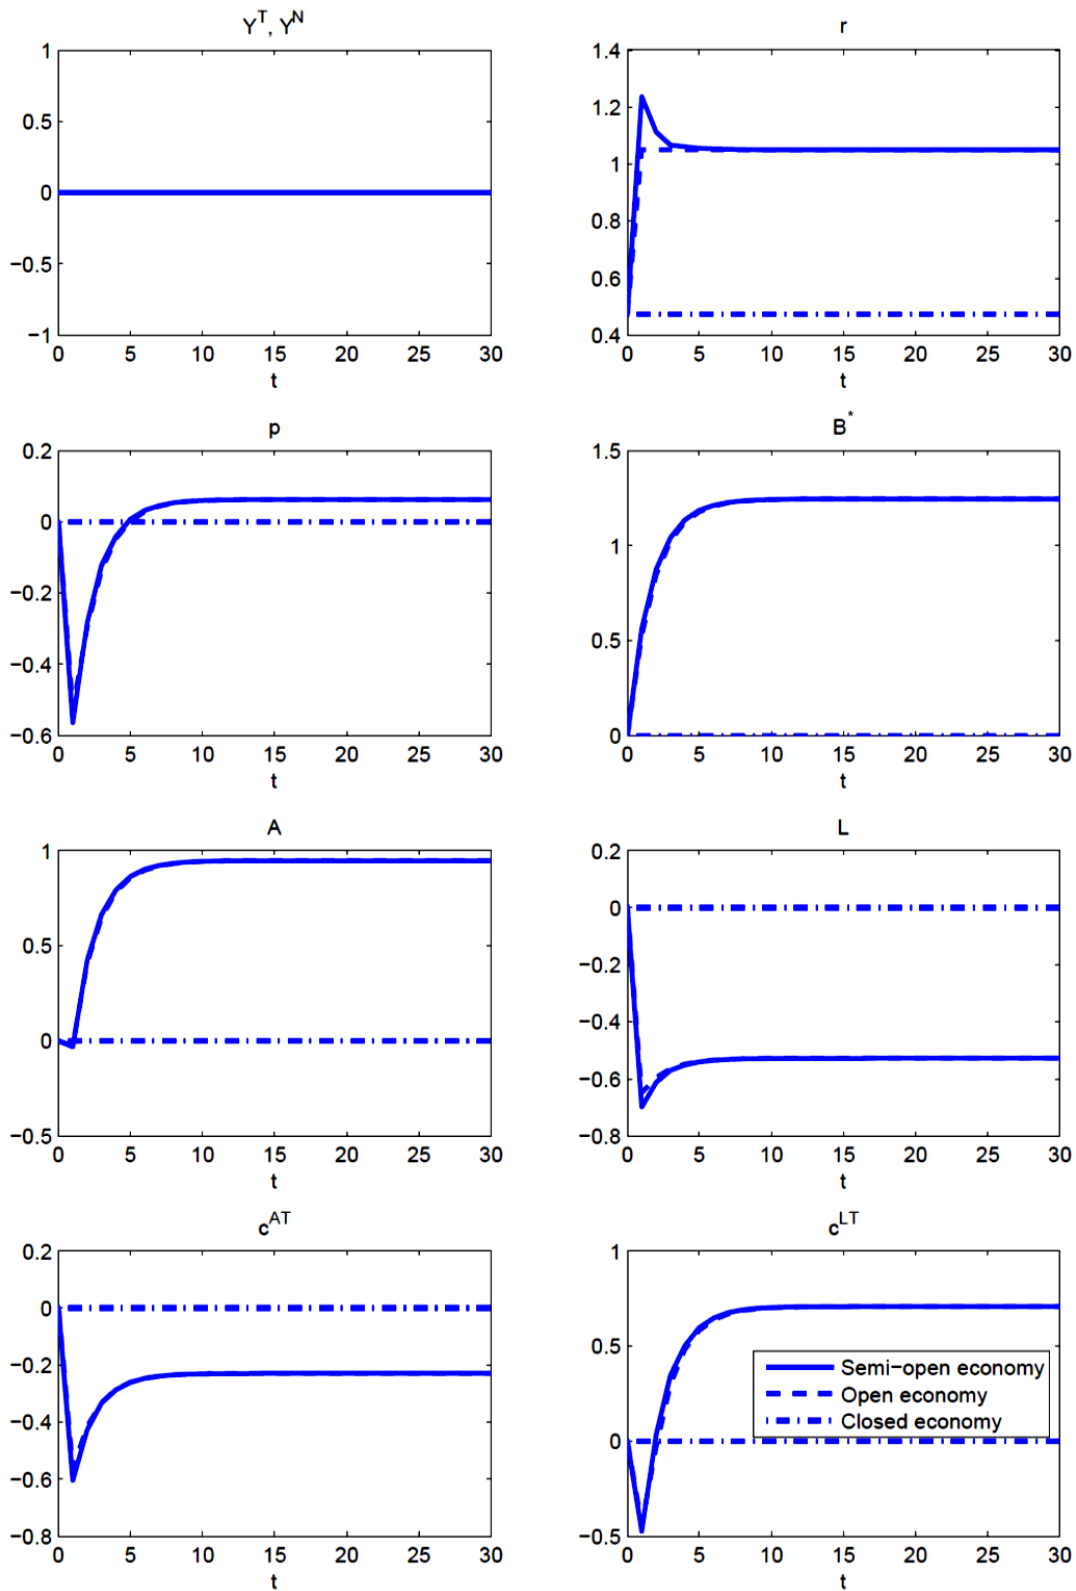 Y^T, Y^N
1
0.5
0
−0.5
−1
0 5 10 15 20 25 30
t
r
1.4
1.2
1
0.8
0.6
0.4
0 5 10 15 20 25 30
t
p
0.2
0
−0.2
−0.4
−0.6
0 5 10 15 20 25 30
t
B^*
1.5
1
0.5
0
0 5 10 15 20 25 30
t
A
1
0.5
0
−0.5
0 5 10 15 20 25 30
t
L
0.2
0
−0.2
−0.4
−0.6
−0.8
0 5 10 15 20 25 30
t
c^AT
0.2
0
−0.2
−0.4
−0.6
−0.8
0 5 10 15 20 25 30
t
c^LT
1
0.5
0
−0.5
Semi−open economy
Open economy
Closed economy
0 5 10 15 20 25 30
t